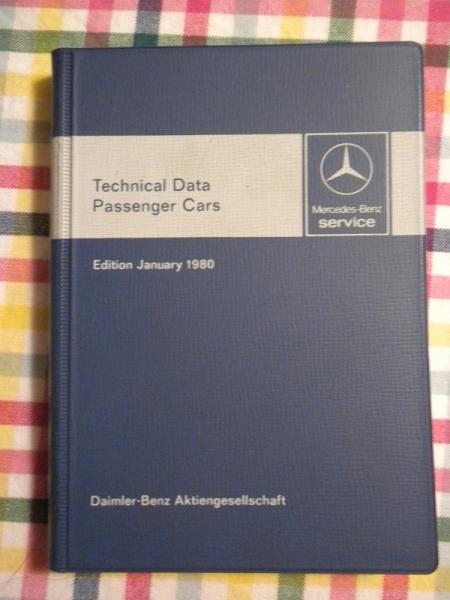 Technical Data
Passenger Cars
Mercedes-Benz
service
Edition January 1980
Daimler-Benz Aktiengesellschaft